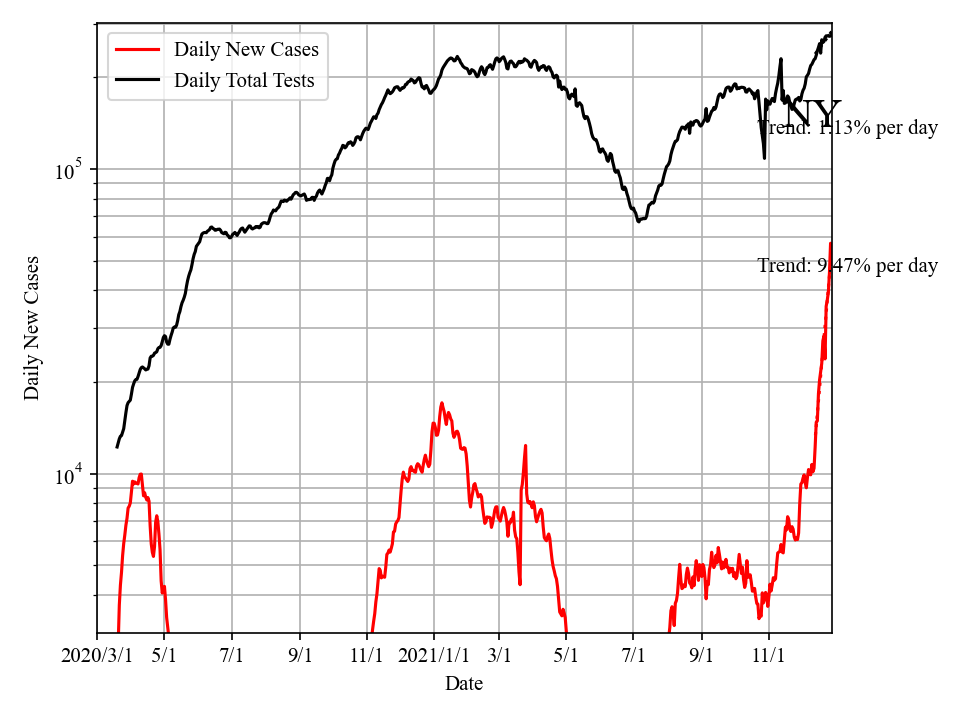 Daily New Cases
Daily Total Tests
NY
Trend: 1.13% per day
10^5
Trend: 9.47% per day
Daily New Cases
10^4
2020/3/1 5/1 7/1 9/1 11/1 2021/1/1 3/1 5/1 7/1 9/1 11/1
Date